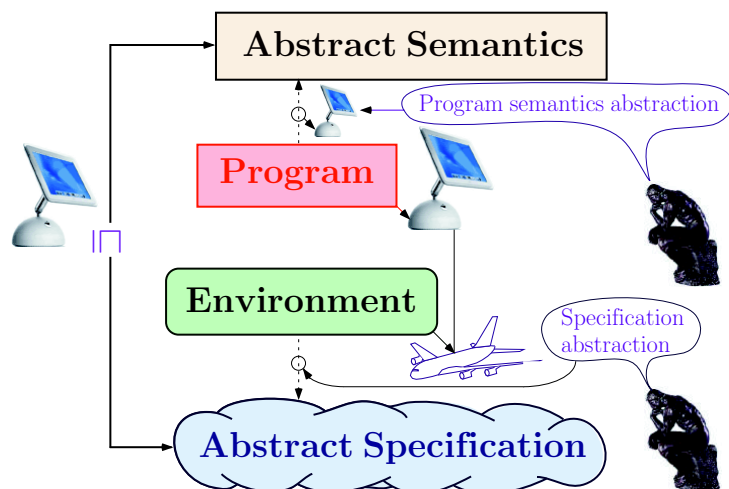 Abstract Semantics
Program semantics abstraction
Program
|⊓
Environment
Specification
abstraction
Abstract Specification